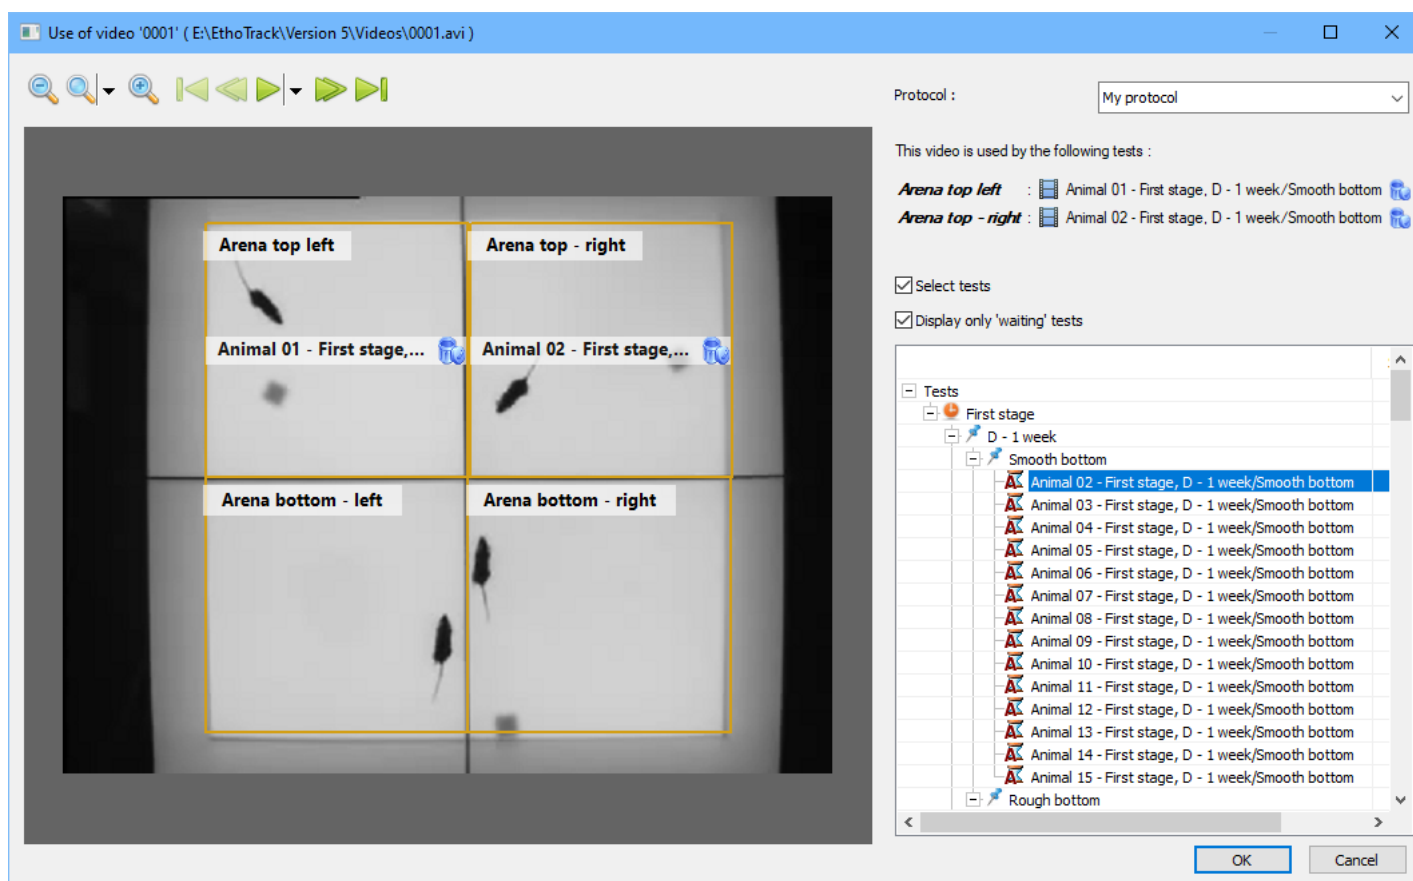 Use of video '0001' ( E:\EthoTrack\Version 5\Videos\0001.avi )
Protocol :
My protocol
This video is used by the following tests :
Arena top left : Animal 01 - First stage, D - 1 week/Smooth bottom
Arena top - right : Animal 02 - First stage, D - 1 week/Smooth bottom
Select tests
Display only 'waiting' tests
Arena top left
Arena top - right
Animal 01 - First stage,...
Animal 02 - First stage,...
Arena bottom - left
Arena bottom - right
Tests
First stage
D - 1 week
Smooth bottom
Animal 02 - First stage, D - 1 week/Smooth bottom
Animal 03 - First stage, D - 1 week/Smooth bottom
Animal 04 - First stage, D - 1 week/Smooth bottom
Animal 05 - First stage, D - 1 week/Smooth bottom
Animal 06 - First stage, D - 1 week/Smooth bottom
Animal 07 - First stage, D - 1 week/Smooth bottom
Animal 08 - First stage, D - 1 week/Smooth bottom
Animal 09 - First stage, D - 1 week/Smooth bottom
Animal 10 - First stage, D - 1 week/Smooth bottom
Animal 11 - First stage, D - 1 week/Smooth bottom
Animal 12 - First stage, D - 1 week/Smooth bottom
Animal 13 - First stage, D - 1 week/Smooth bottom
Animal 14 - First stage, D - 1 week/Smooth bottom
Animal 15 - First stage, D - 1 week/Smooth bottom
Rough bottom
OK
Cancel